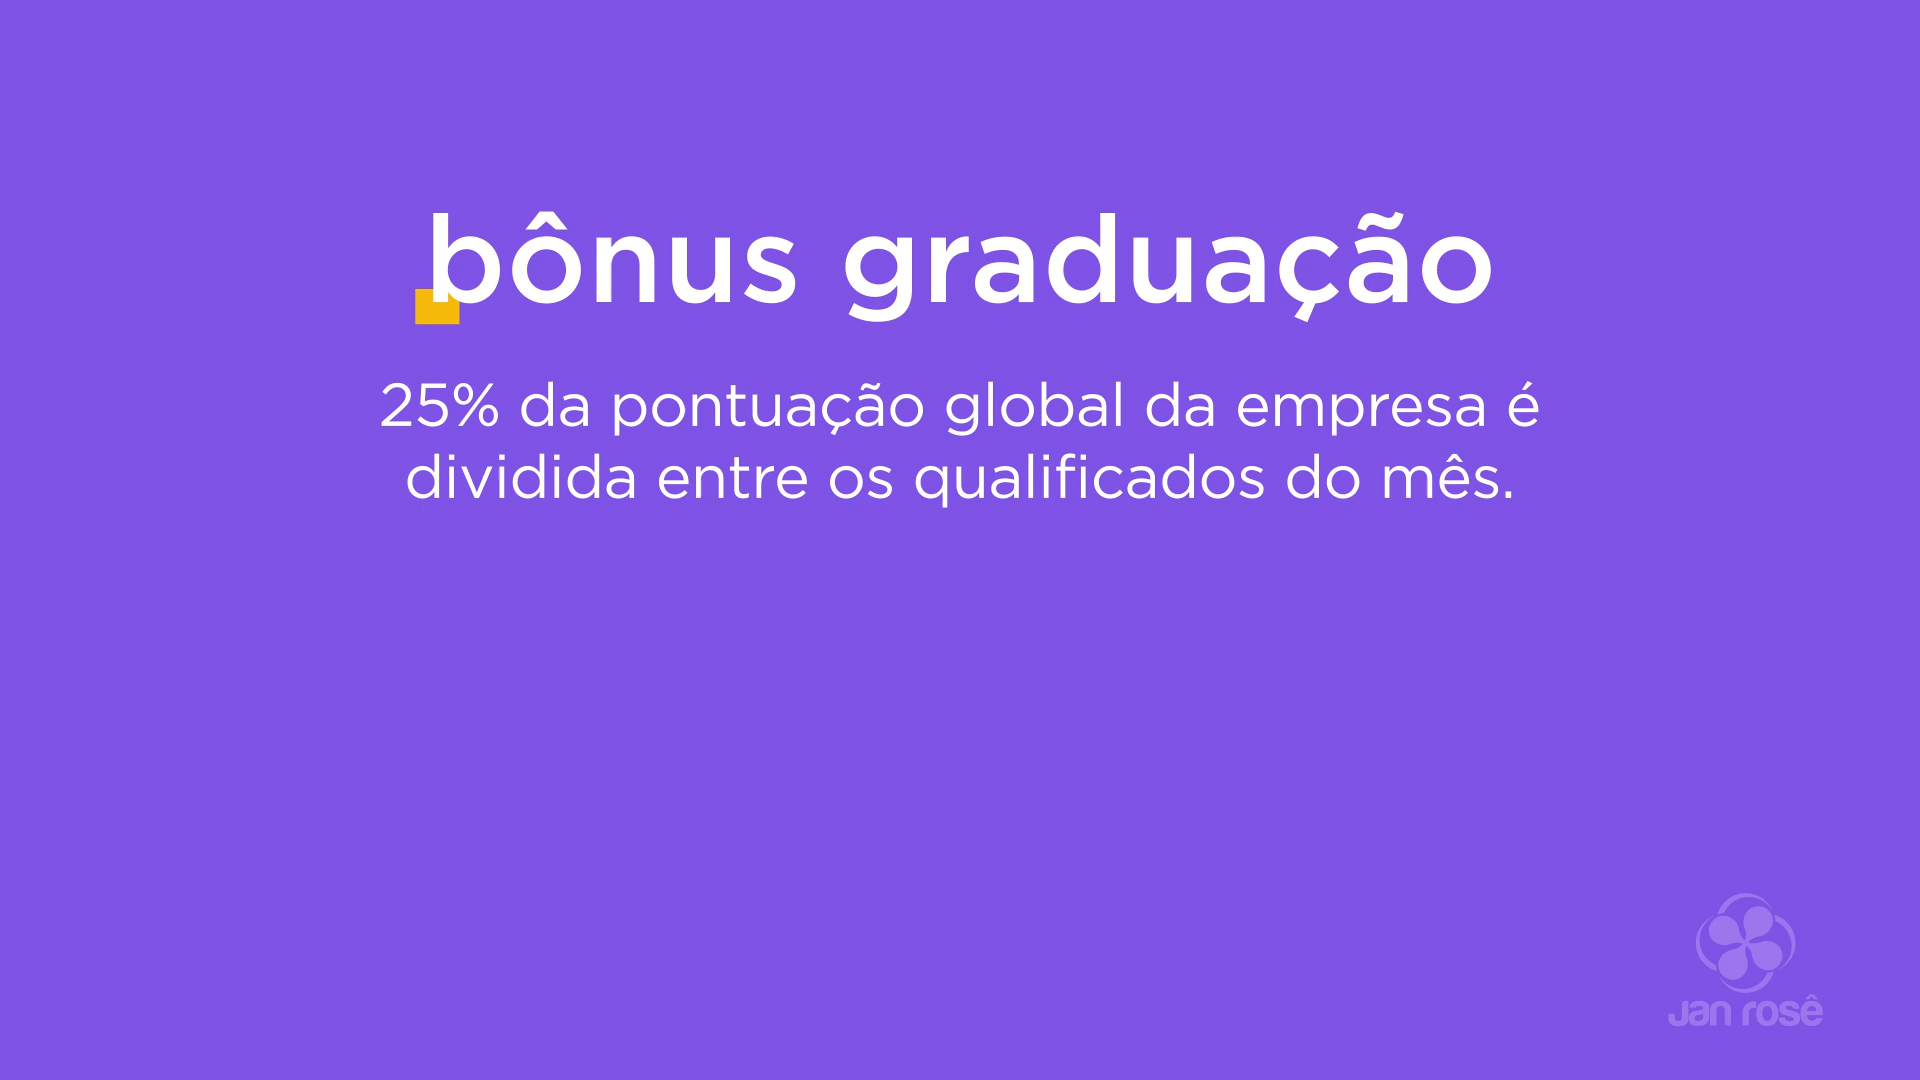 bônus graduação
25% da pontuação global da empresa é
dividida entre os qualificados do mês.
jan rosê